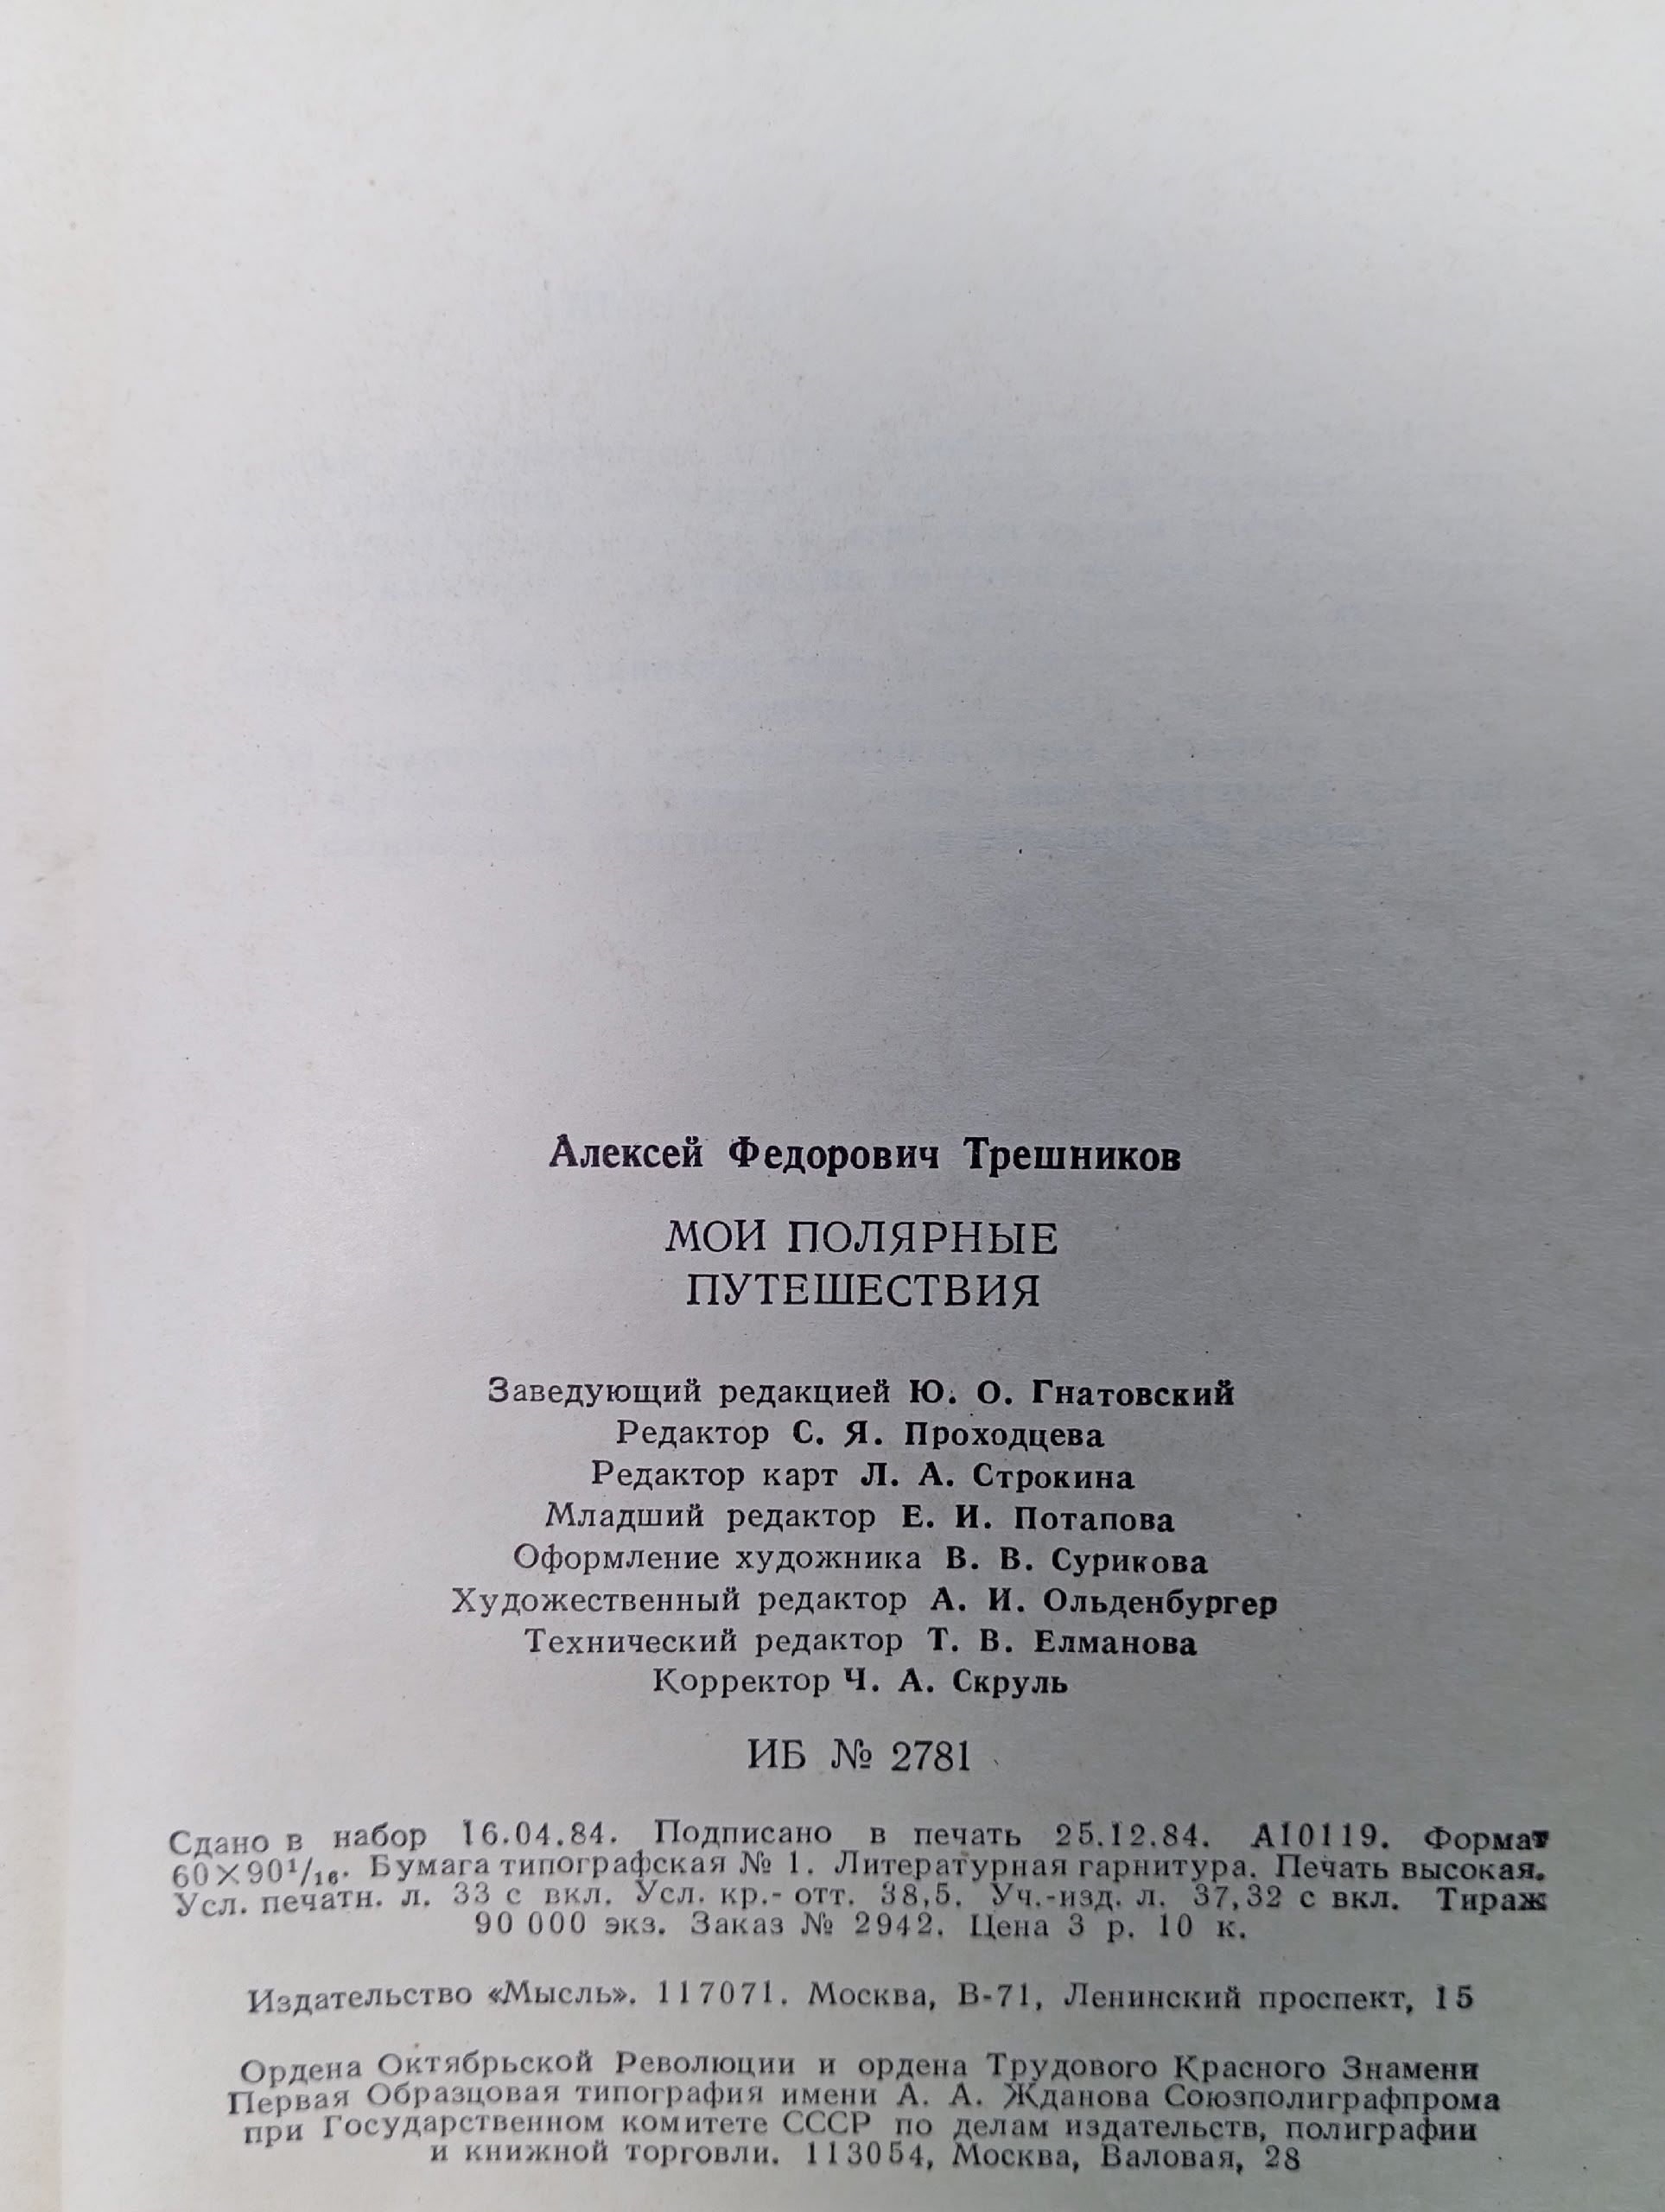 Алексей Федорович Трешников
МОИ ПОЛЯРНЫЕ
ПУТЕШЕСТВИЯ
Заведующий редакцией Ю. О. Гнатовский
Редактор С. Я. Проходцева
Редактор карт Л. А. Строкина
Младший редактор Е. И. Потапова
Оформление художника В. В. Сурикова
Художественный редактор А. И. Ольденбургер
Технический редактор Т. В. Елманова
Корректор Ч. А. Скруль
ИБ № 2781
Сдано в набор 16.04.84. Подписано в печать 25.12.84. А10119. Формат
60×90¹/₁₆. Бумага типографская № 1. Литературная гарнитура. Печать высокая.
Усл. печатн. л. 33 с вкл. Усл. кр.-отт. 38,5. Уч.-изд. л. 37,32 с вкл. Тираж
90 000 экз. Заказ № 2942. Цена 3 р. 10 к.
Издательство «Мысль». 117071. Москва, В-71, Ленинский проспект, 15
Ордена Октябрьской Революции и ордена Трудового Красного Знамени
Первая Образцовая типография имени А. А. Жданова Союзполиграфпрома
при Государственном комитете СССР по делам издательств, полиграфии
и книжной торговли. 113054, Москва, Валовая, 28